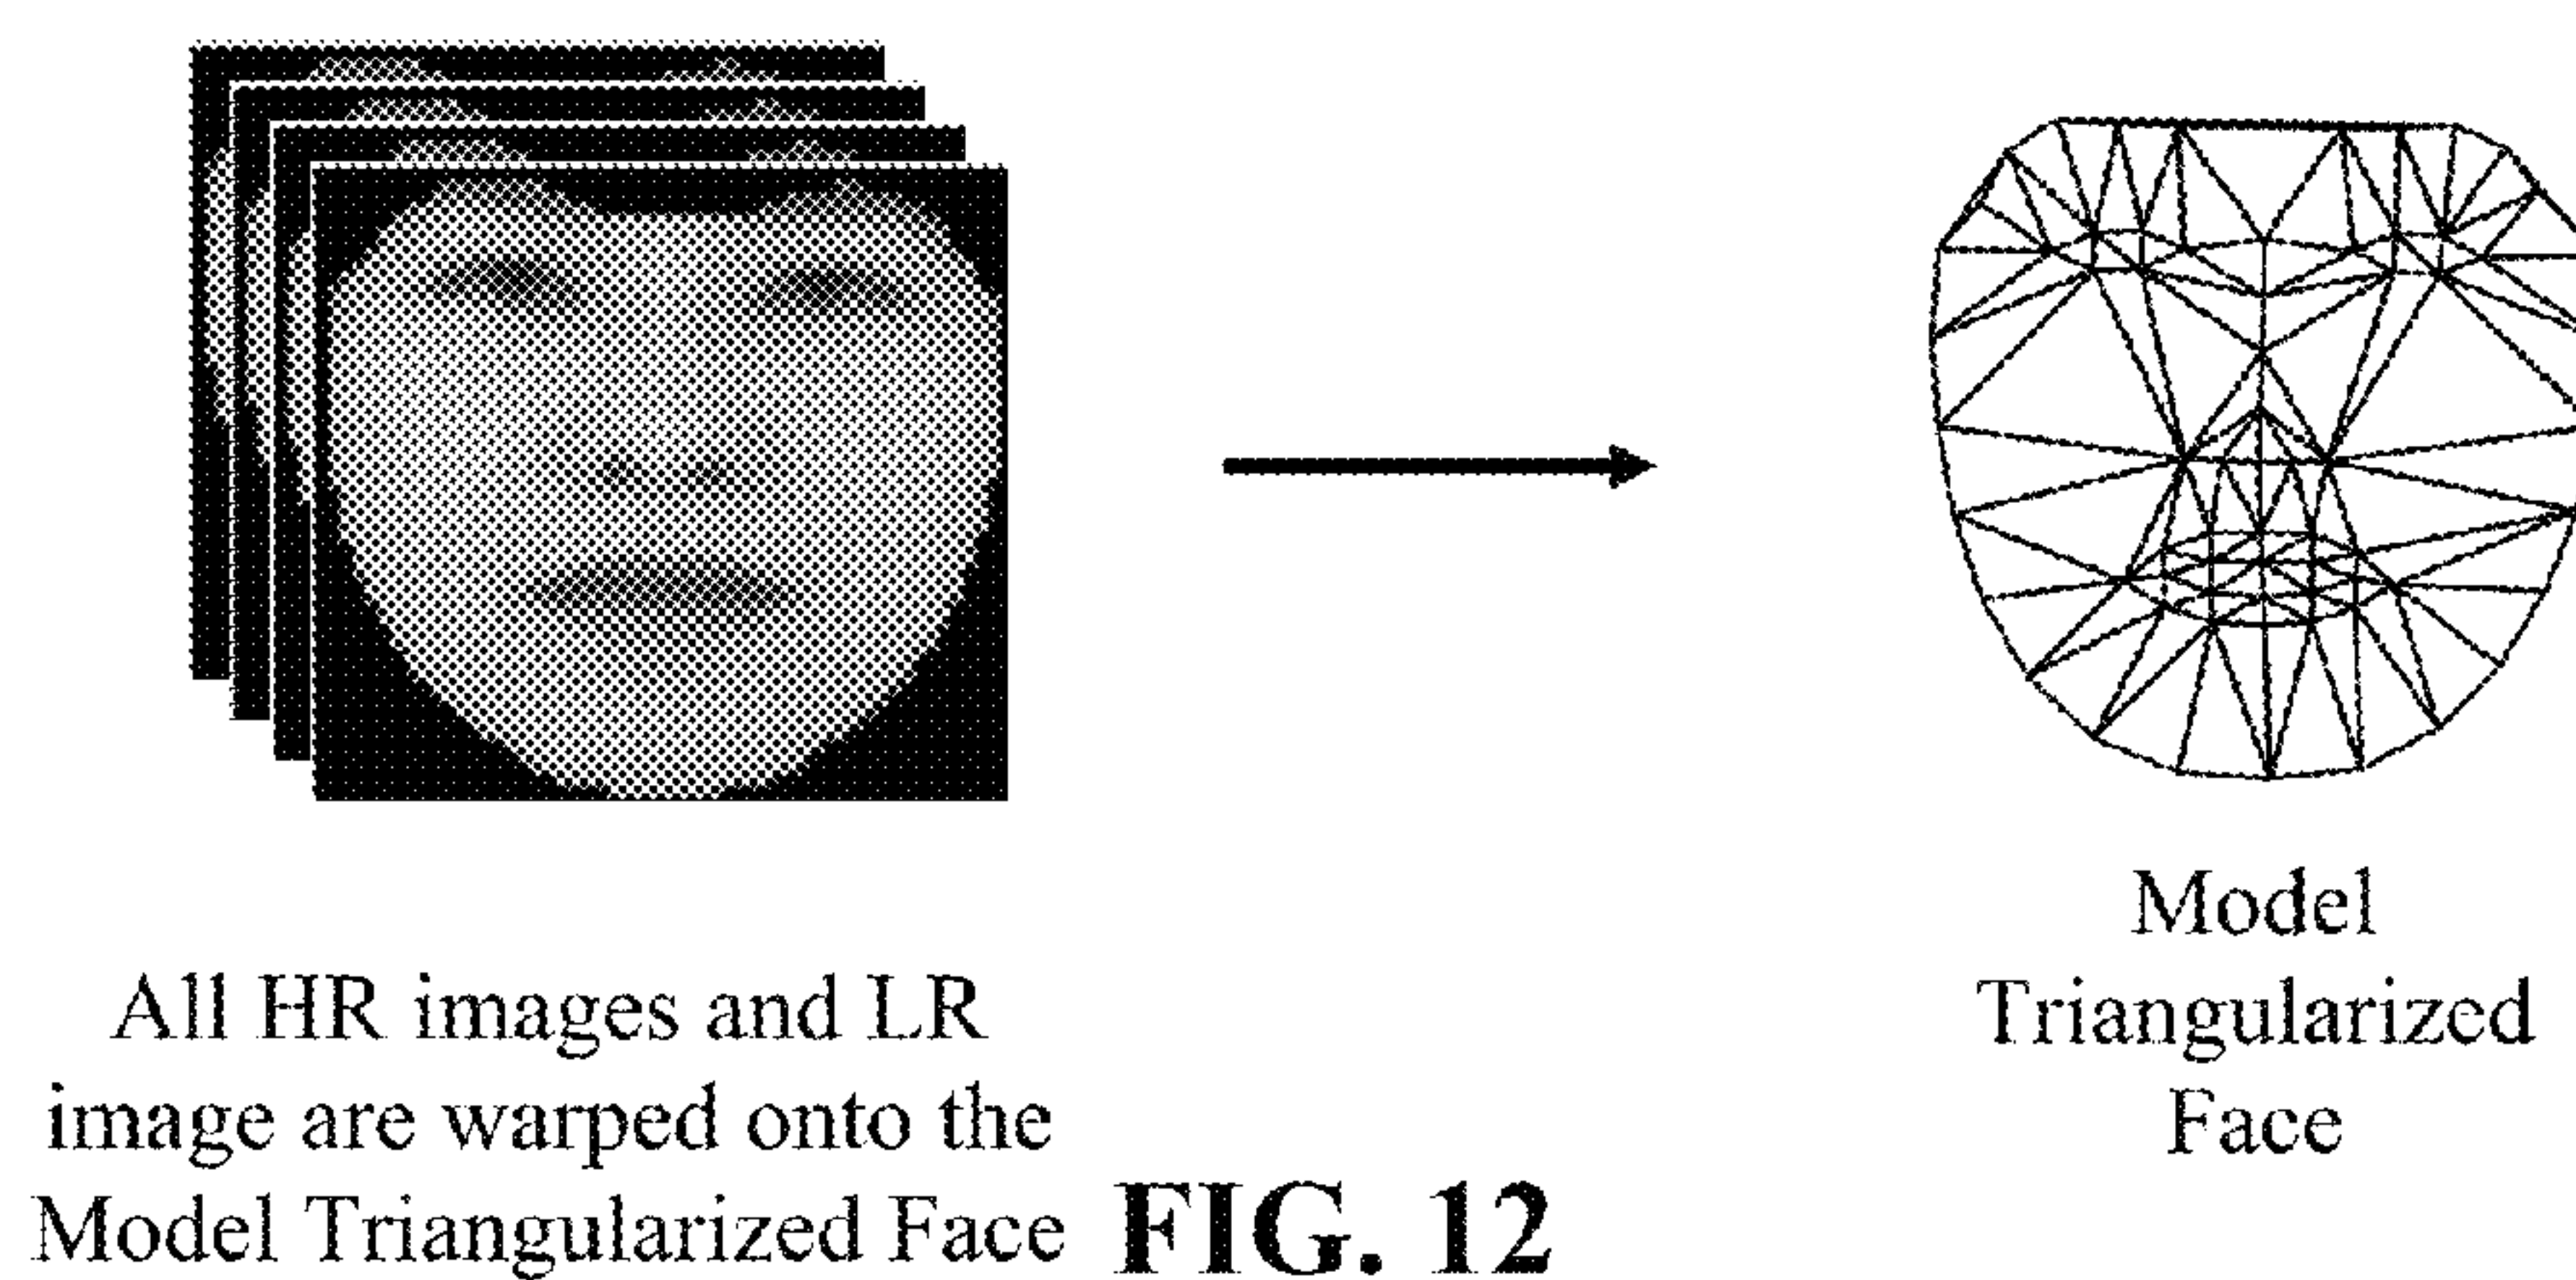 All HR images and LR
image are warped onto the
Model Triangularized Face
Model
Triangularized
Face
FIG. 12